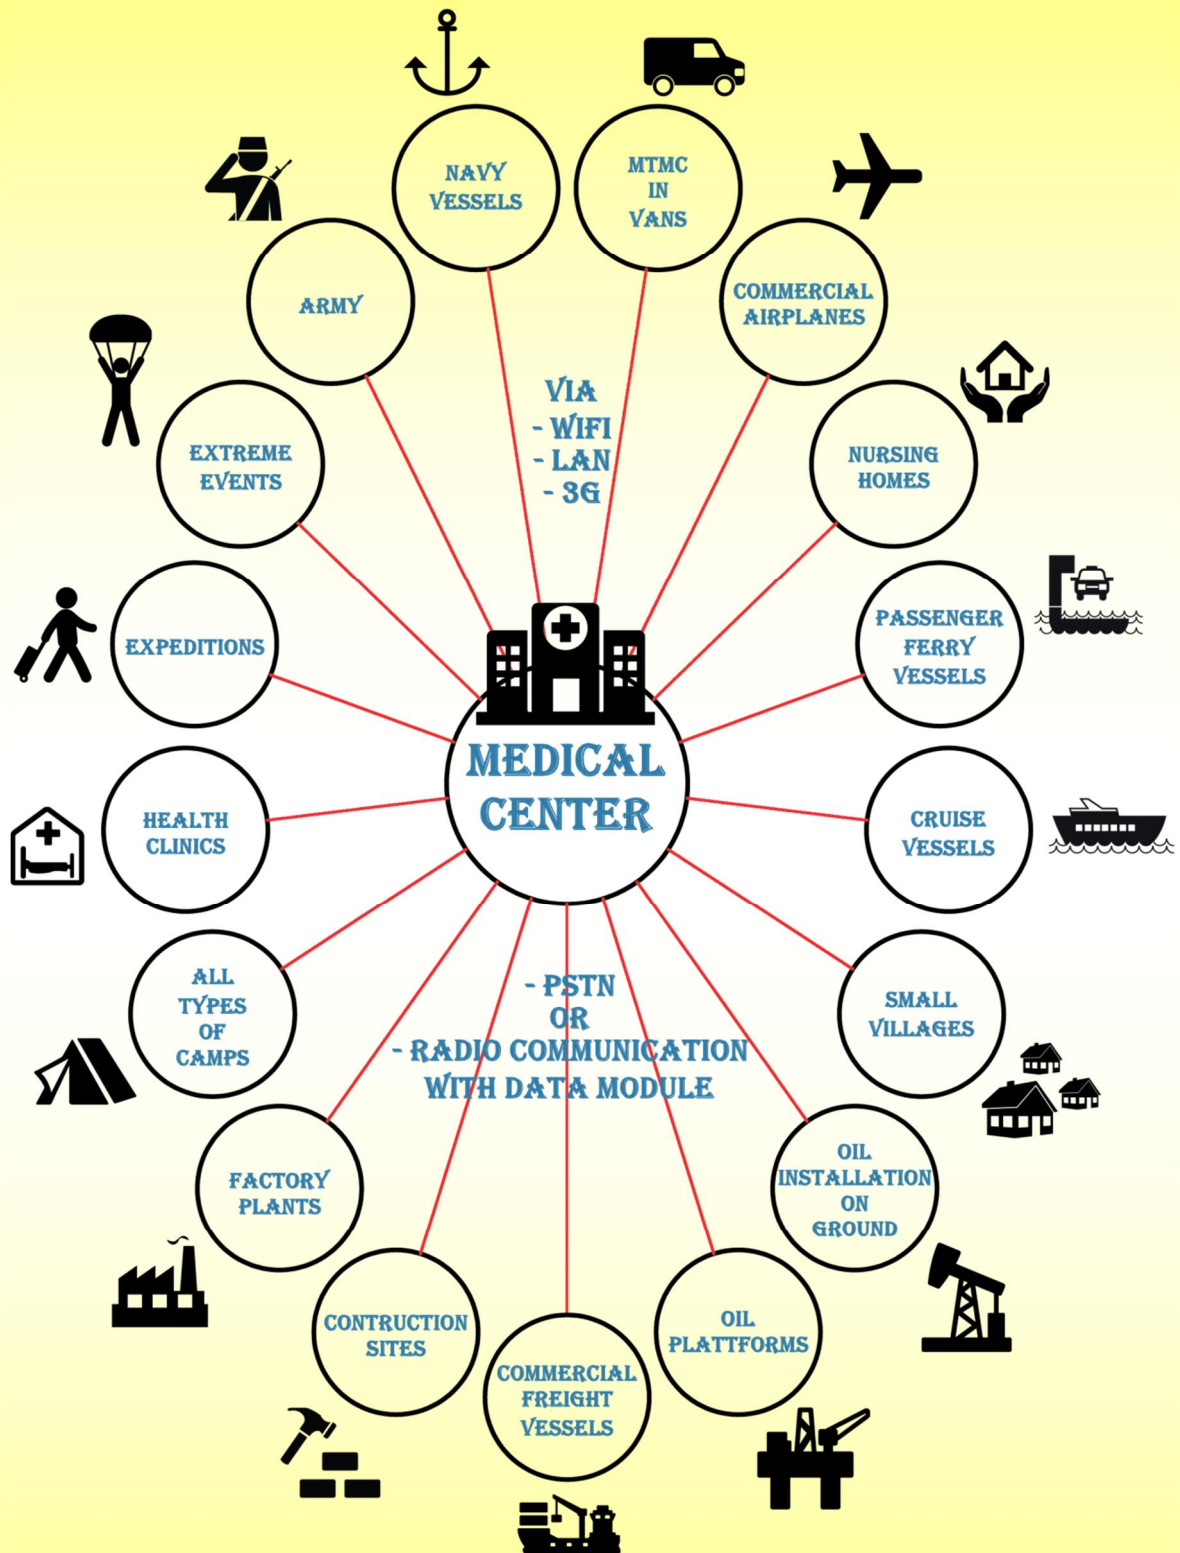 NAVY
VESSELS
MTMC
IN
VANS
ARMY
COMMERCIAL
AIRPLANES
EXTREME
EVENTS
VIA
- WIFI
- LAN
- 3G
NURSING
HOMES
EXPEDITIONS
PASSENGER
FERRY
VESSELS
MEDICAL
CENTER
HEALTH
CLINICS
CRUISE
VESSELS
ALL
TYPES
OF
CAMPS
- PSTN
OR
- RADIO COMMUNICATION
WITH DATA MODULE
SMALL
VILLAGES
FACTORY
PLANTS
OIL
INSTALLATION
ON
GROUND
CONTRUCTION
SITES
COMMERCIAL
FREIGHT
VESSELS
OIL
PLATTFORMS